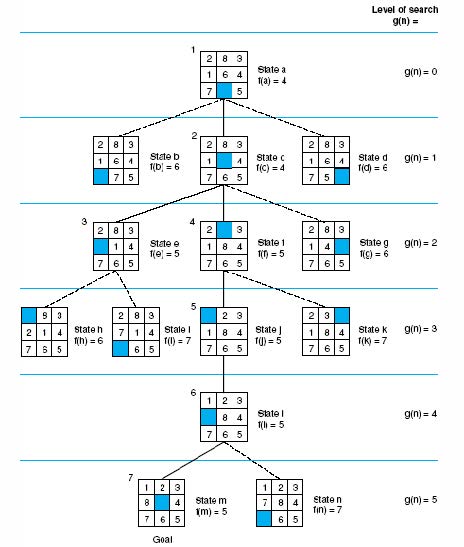 Level of search
g(n) =
1
2 8 3
1 6 4
7 5
State a
f(a) = 4
g(n) = 0
2 8 3
1 6 4
7 5
State b
f(b) = 6
2
2 8 3
1 4
7 6 5
State c
f(c) = 4
2 8 3
1 6 4
7 5
State d
f(d) = 6
g(n) = 1
3
2 8 3
1 4
7 6 5
State e
f(e) = 5
4
2 3
1 8 4
7 6 5
State f
f(f) = 5
2 8 3
1 4
7 6 5
State g
f(g) = 6
g(n) = 2
8 3
2 1 4
7 6 5
State h
f(h) = 6
2 8 3
7 1 4
6 5
State i
f(i) = 7
5
2 3
1 8 4
7 6 5
State j
f(j) = 5
2 3
1 8 4
7 6 5
State k
f(k) = 7
g(n) = 3
6
1 2 3
8 4
7 6 5
State l
f(l) = 5
g(n) = 4
7
1 2 3
8 4
7 6 5
State m
f(m) = 5
Goal
1 2 3
7 8 4
6 5
State n
f(n) = 7
g(n) = 5